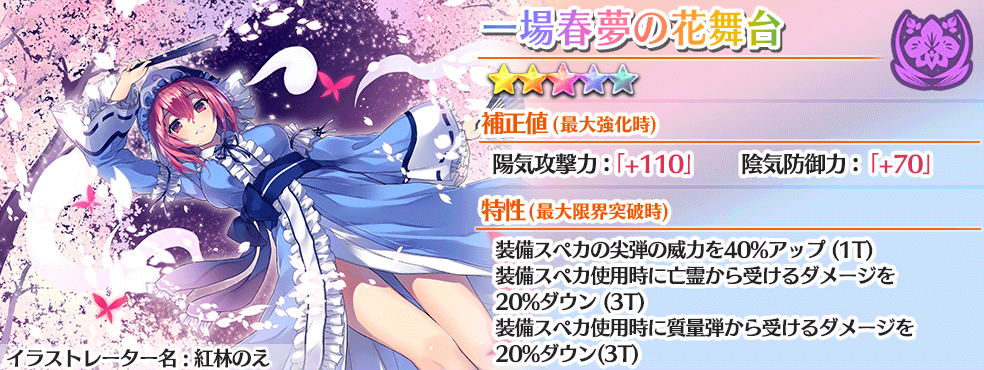 一場春夢の花舞台
補正値 (最大強化時)
陽気攻撃力：「+110」 陰気防御力：「+70」
特性 (最大限界突破時)
装備スペカの尖弾の威力を40%アップ (1T)
装備スペカ使用時に亡霊から受けるダメージを
20%ダウン (3T)
装備スペカ使用時に質量弾から受けるダメージを
20%ダウン(3T)
イラストレーター名：紅林のえ